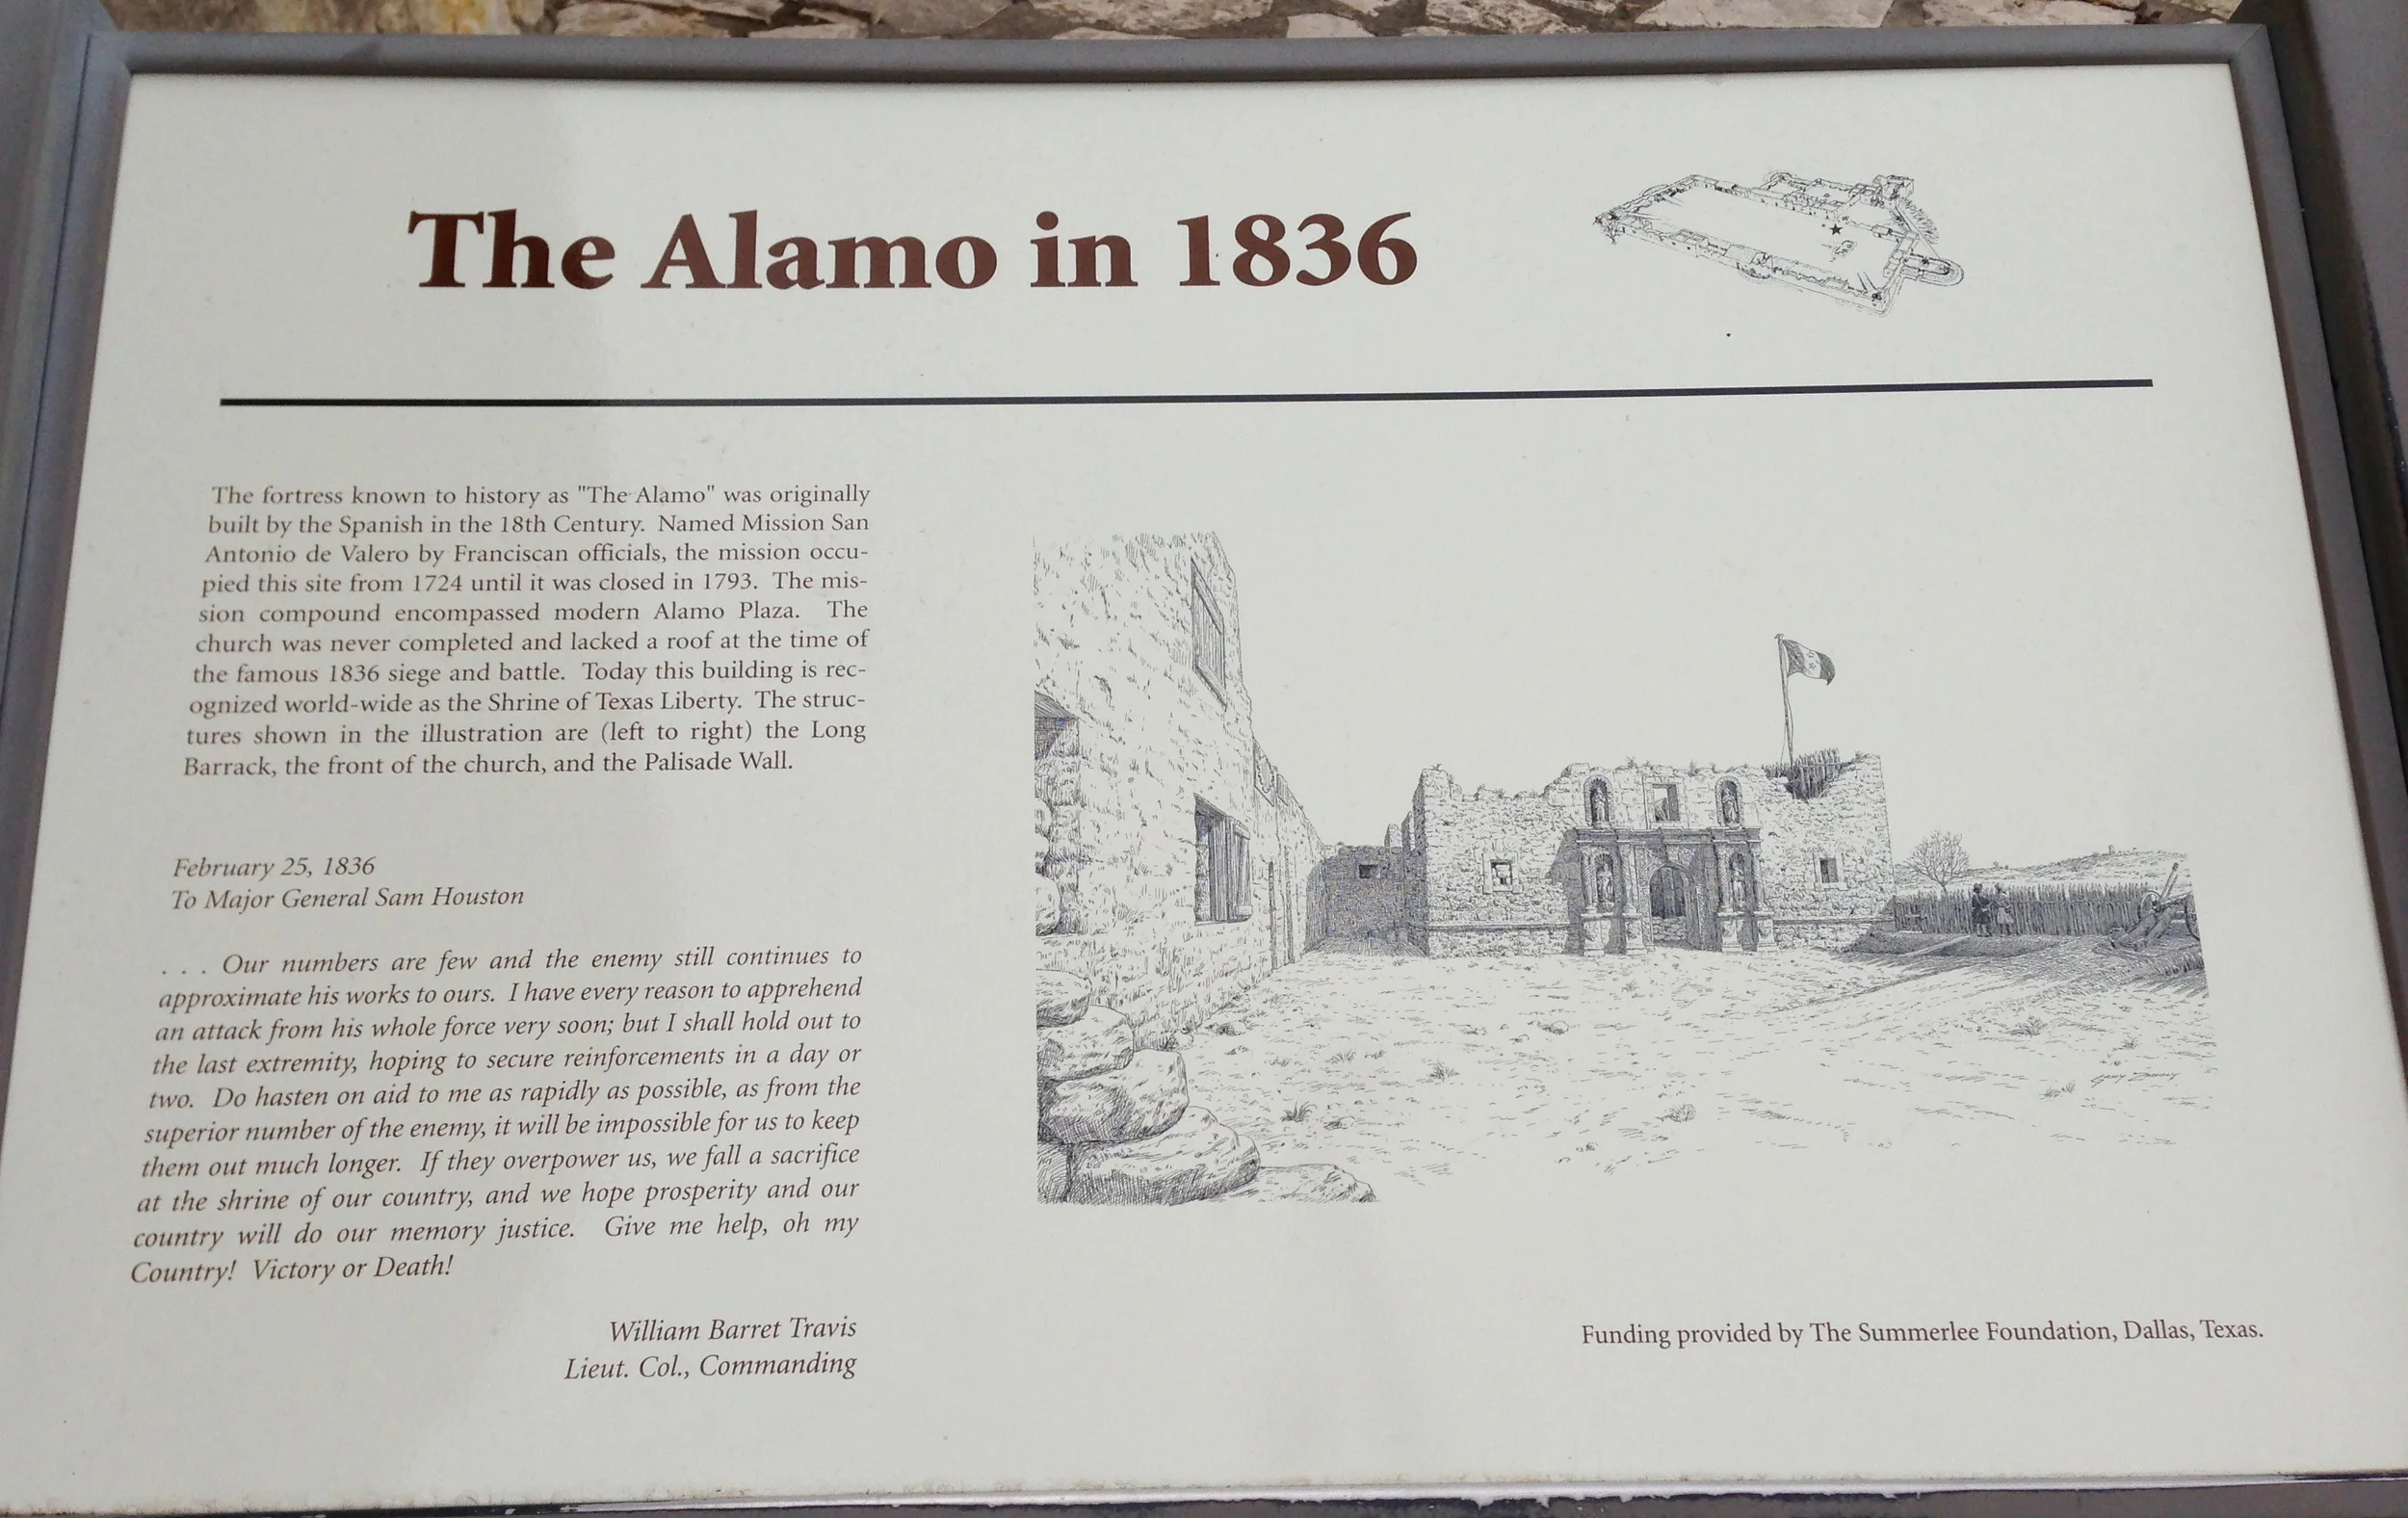 The Alamo in 1836
The fortress known to history as "The Alamo" was originally
built by the Spanish in the 18th Century. Named Mission San
Antonio de Valero by Franciscan officials, the mission occu-
pied this site from 1724 until it was closed in 1793. The mis-
sion compound encompassed modern Alamo Plaza. The
church was never completed and lacked a roof at the time of
the famous 1836 siege and battle. Today this building is rec-
ognized world-wide as the Shrine of Texas Liberty. The struc-
tures shown in the illustration are (left to right) the Long
Barrack, the front of the church, and the Palisade Wall.
February 25, 1836
To Major General Sam Houston
. . . Our numbers are few and the enemy still continues to
approximate his works to ours. I have every reason to apprehend
an attack from his whole force very soon; but I shall hold out to
the last extremity, hoping to secure reinforcements in a day or
two. Do hasten on aid to me as rapidly as possible, as from the
superior number of the enemy, it will be impossible for us to keep
them out much longer. If they overpower us, we fall a sacrifice
at the shrine of our country, and we hope prosperity and our
country will do our memory justice. Give me help, oh my
Country! Victory or Death!
William Barret Travis
Lieut. Col., Commanding
Funding provided by The Summerlee Foundation, Dallas, Texas.